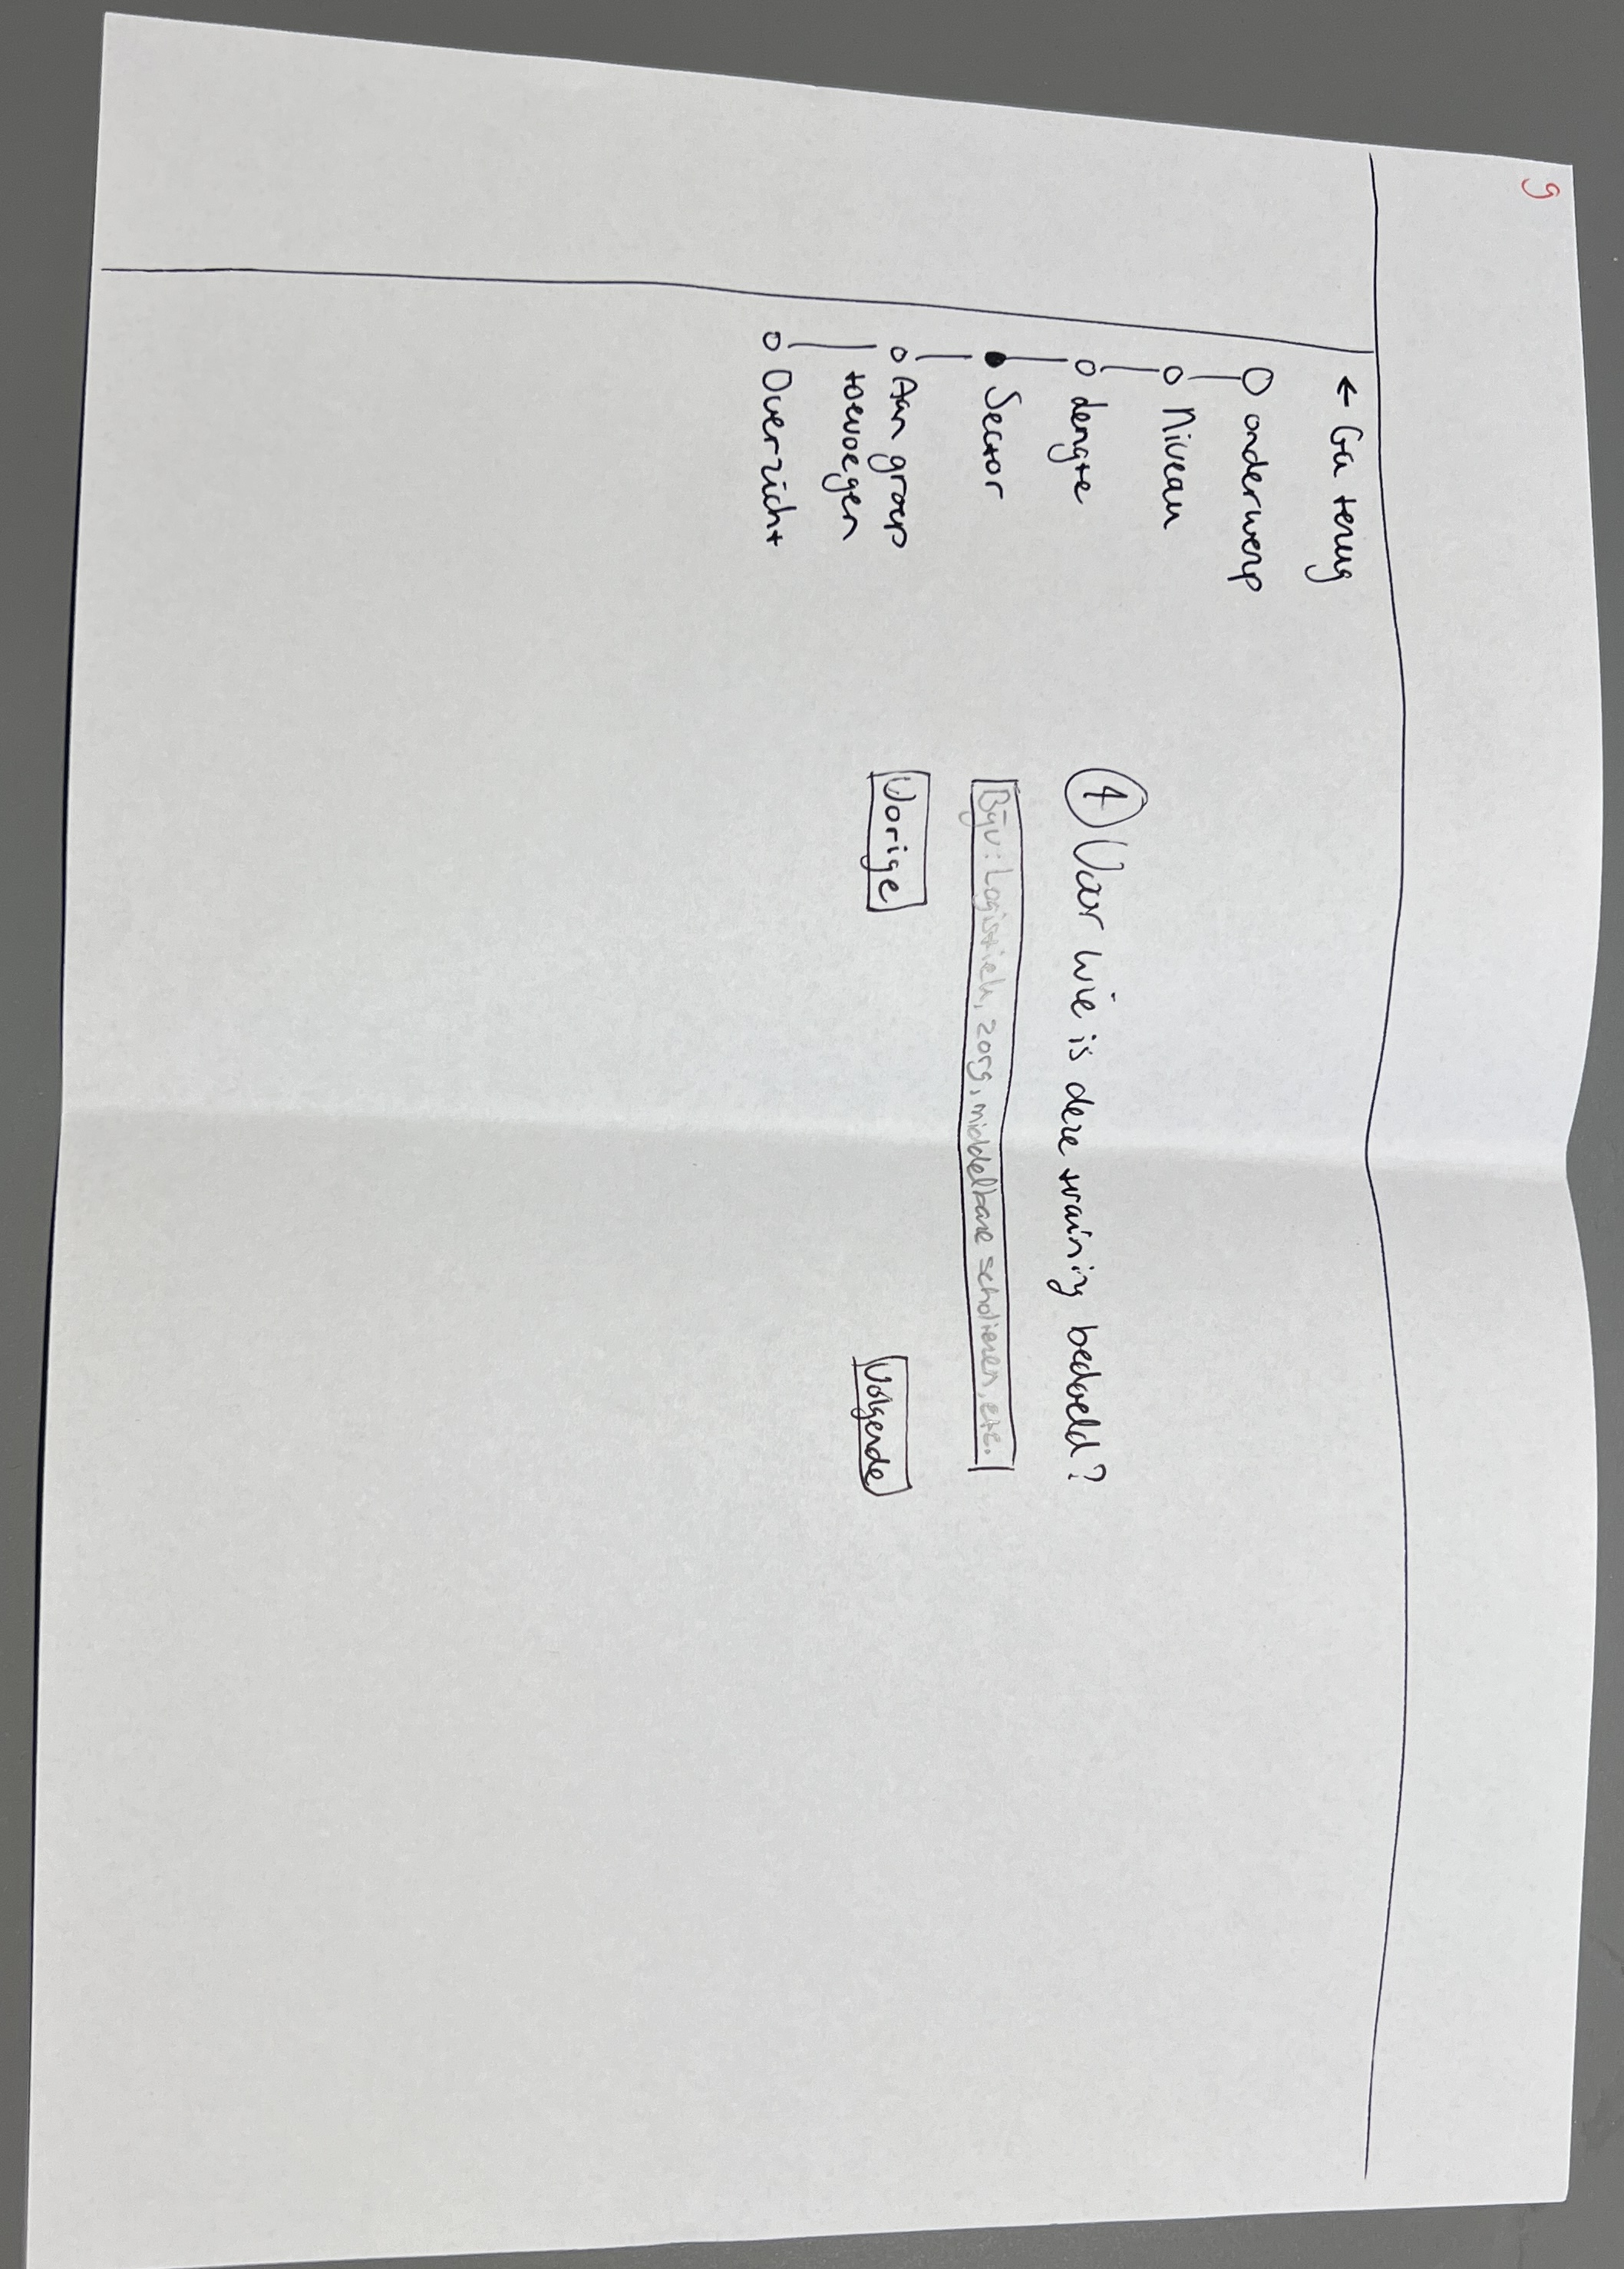 9
← Ga terug
onderwerp
Niveau
Lengte
Sector
Aan groep
toevoegen
Overzicht
4 Voor wie is deze training bedoeld?
Bijv: Logistiek, zorg, middelbare scholieren, etc.
Vorige
Volgende